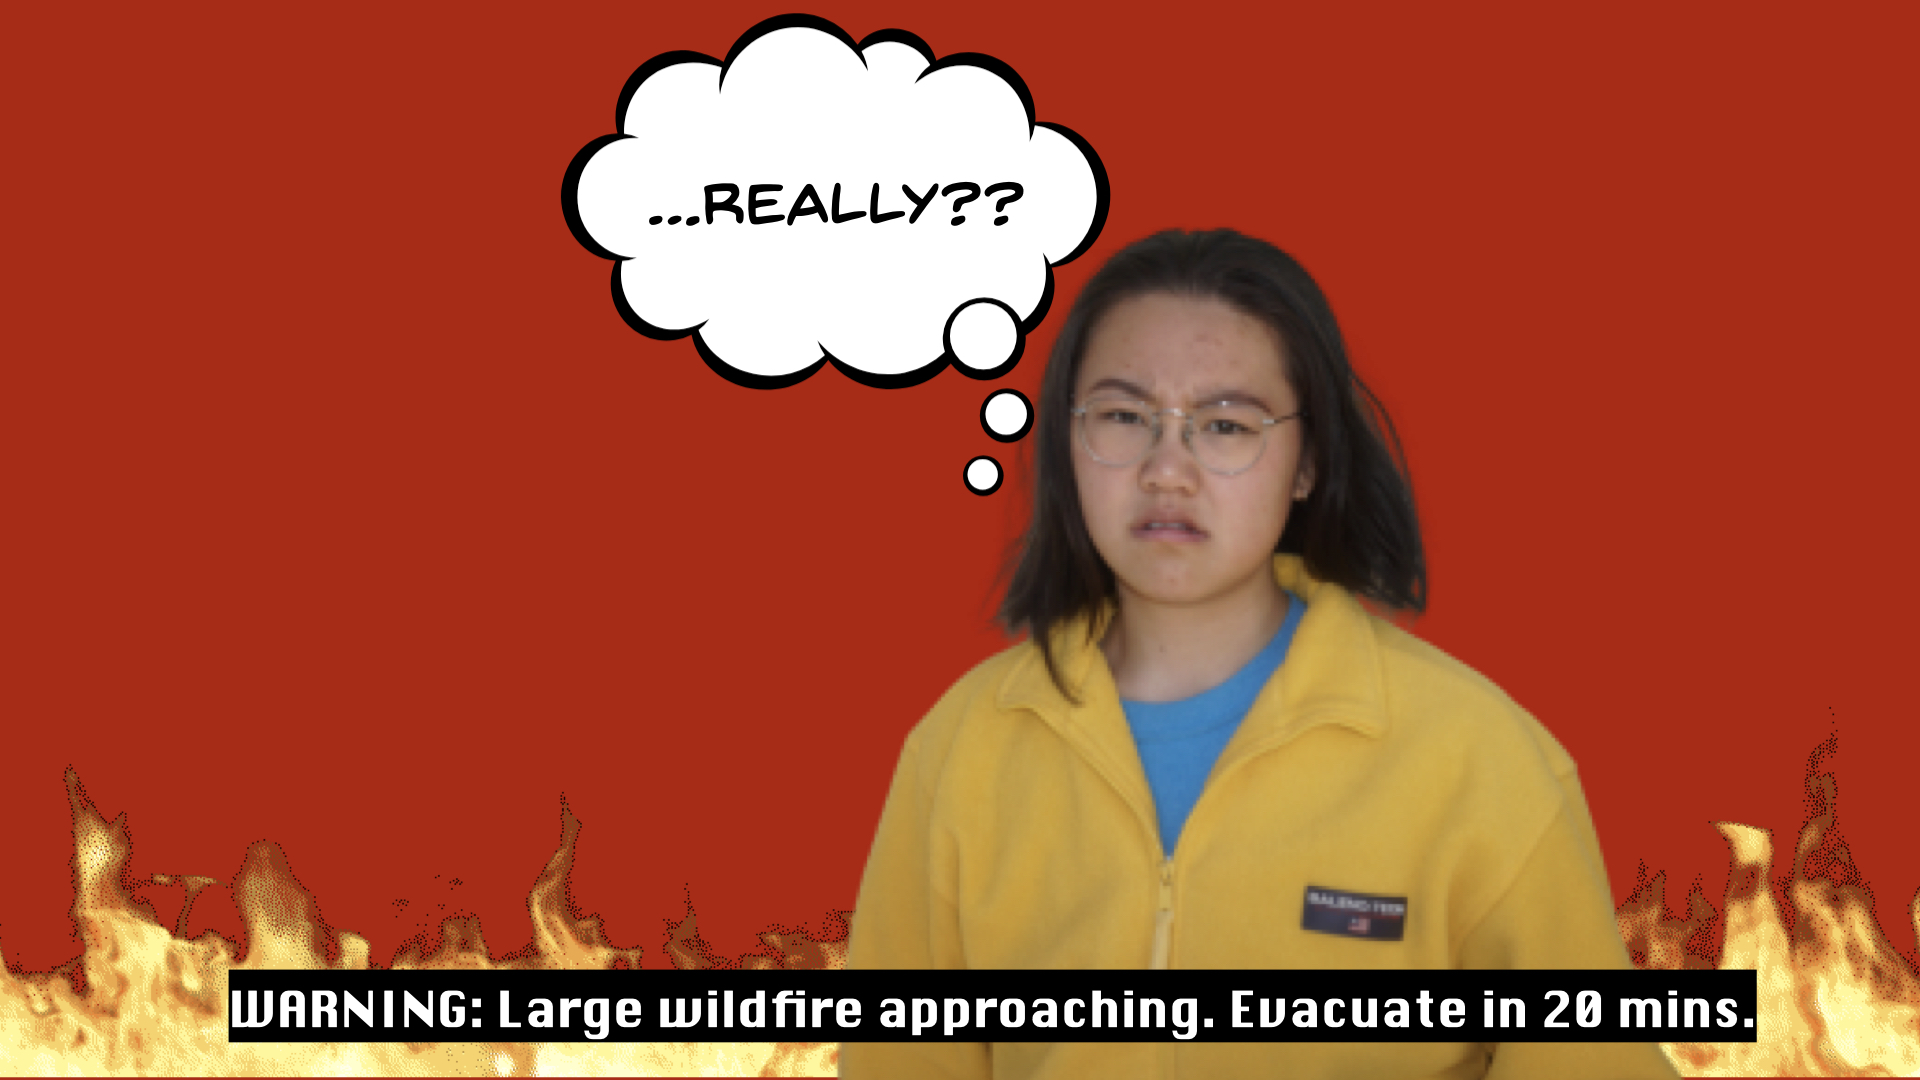 ...REALLY??
WARNING: Large wildfire approaching. Evacuate in 20 mins.